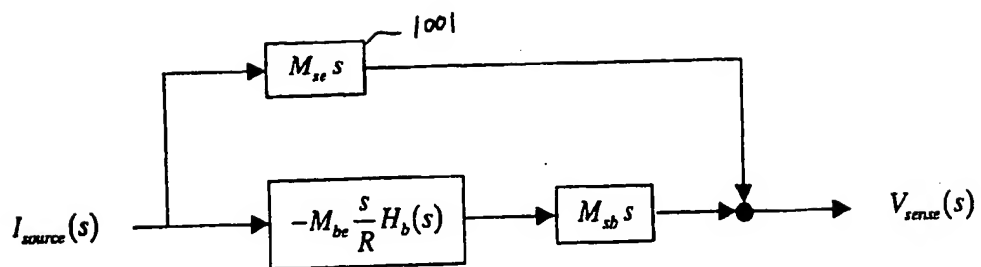 1001
M_se s
I_source(s)
-M_be s/R H_b(s)
M_sb s
V_sense(s)